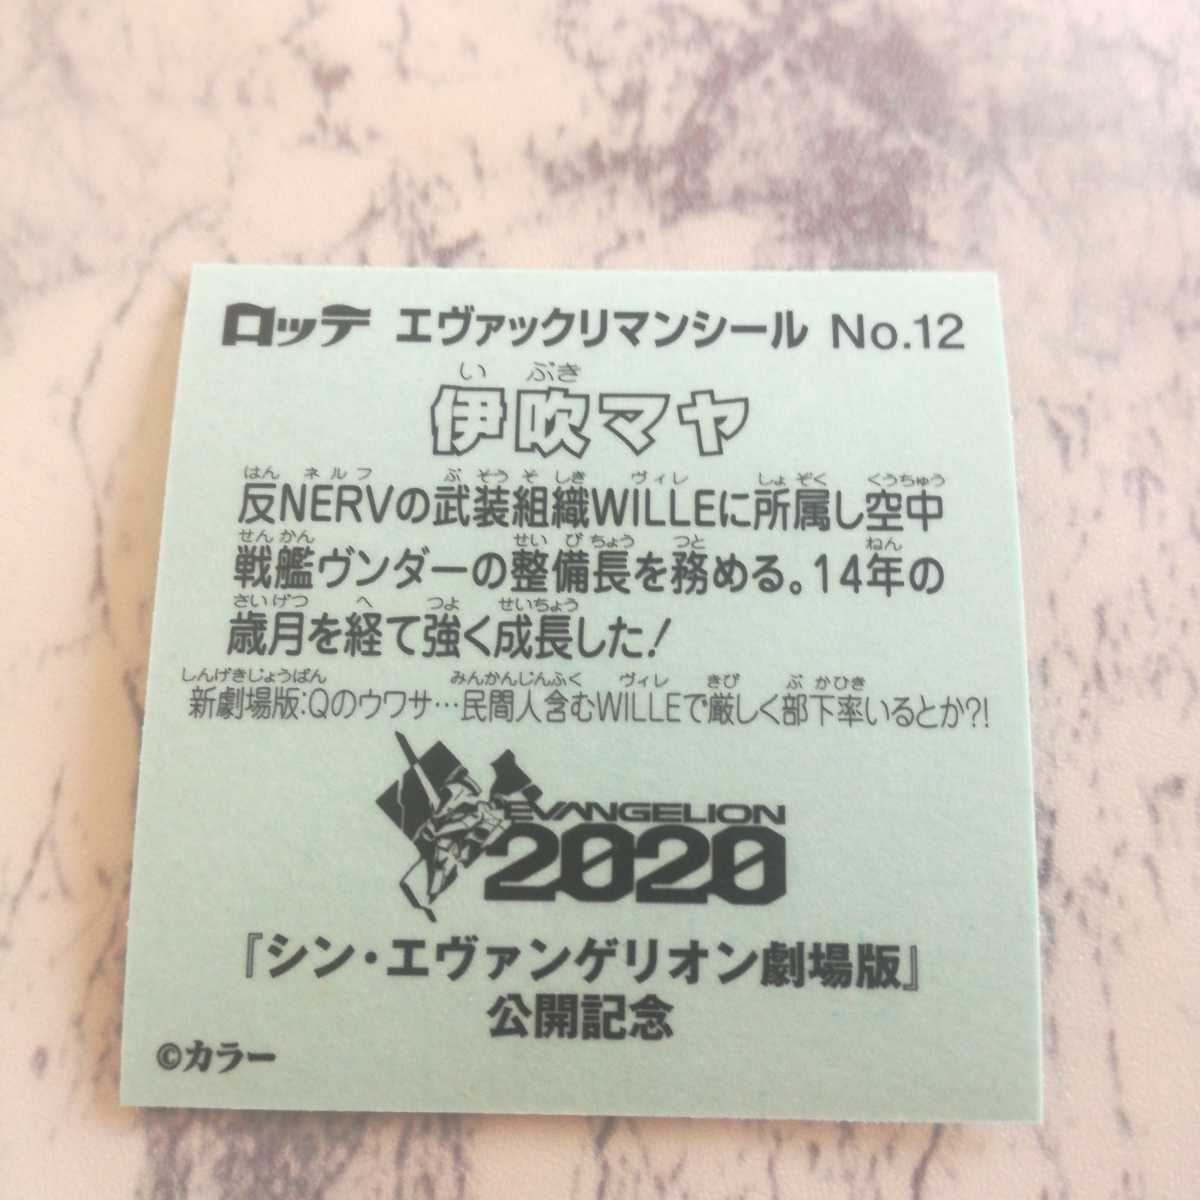 ロッテ エヴァックリマンシール No.12
い ぶき
伊吹マヤ
はん ネルフ ぶ そう そ しき ヴィレ しょ ぞく くうちゅう
反NERVの武装組織WILLEに所属し空中
せん かん せい び ちょう つと ねん
戦艦ヴンダーの整備長を務める。14年の
さい げつ へ つよ せいちょう
歳月を経て強く成長した!
しんげきじょうばん みんかんじんふく ヴィレ きび ぶ かひき
新劇場版:Qのウワサ…民間人含むWILLEで厳しく部下率いるとか?!
EVANGELION
2020
『シン・エヴァンゲリオン劇場版』
公開記念
©カラー